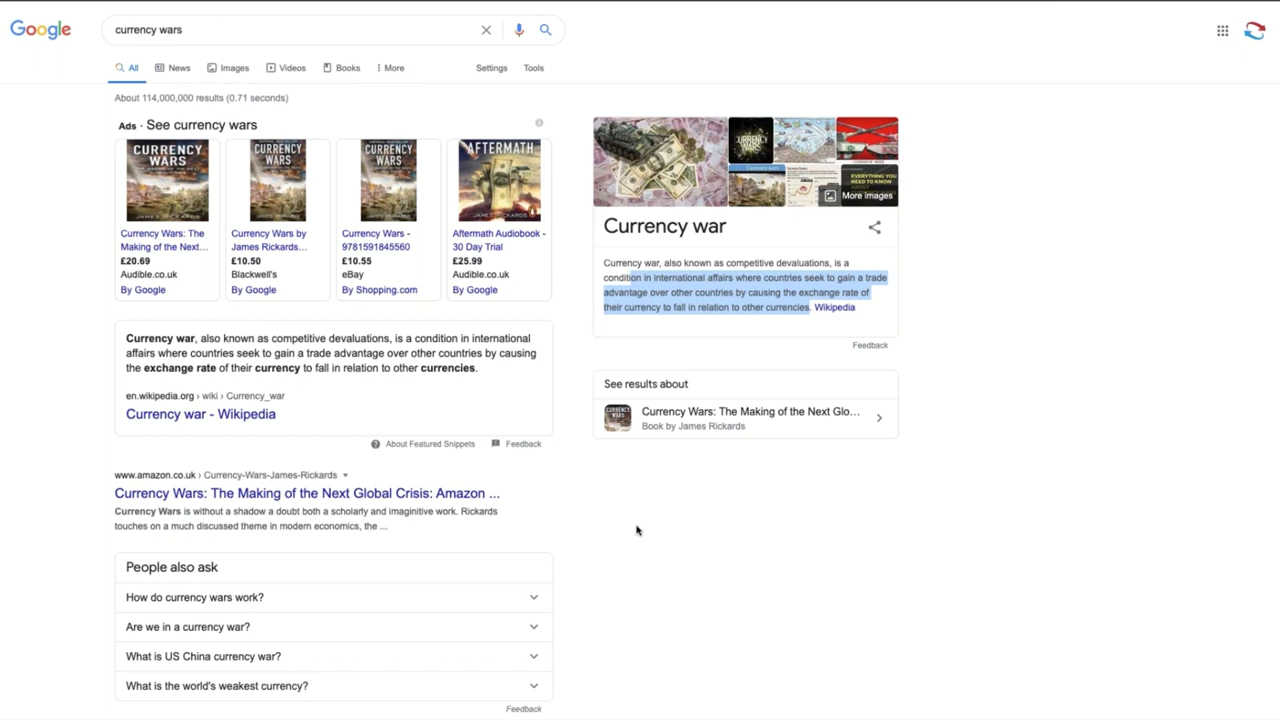 Google
currency wars
All
News
Images
Videos
Books
More
Settings
Tools
About 114,000,000 results (0.71 seconds)
Ads · See currency wars
CURRENCY
WARS
JAMES RICKARDS
CURRENCY
WARS
CURRENCY
WARS
AFTERMATH
JAMES RICKARDS
Currency Wars: The
Making of the Next...
£20.69
Audible.co.uk
By Google
Currency Wars by
James Rickards...
£10.50
Blackwell's
By Google
Currency Wars -
9781591845560
£10.55
eBay
By Shopping.com
Aftermath Audiobook -
30 Day Trial
£25.99
Audible.co.uk
By Google
Currency war, also known as competitive devaluations, is a condition in international
affairs where countries seek to gain a trade advantage over other countries by causing
the exchange rate of their currency to fall in relation to other currencies.
en.wikipedia.org › wiki › Currency_war
Currency war - Wikipedia
About Featured Snippets
Feedback
www.amazon.co.uk › Currency-Wars-James-Rickards
Currency Wars: The Making of the Next Global Crisis: Amazon ...
Currency Wars is without a shadow a doubt both a scholarly and imaginitive work. Rickards
touches on a much discussed theme in modern economics, the ...
People also ask
How do currency wars work?
Are we in a currency war?
What is US China currency war?
What is the world's weakest currency?
Feedback
CURRENCY
WARS
EVERYTHING YOU
NEED TO KNOW
More images
Currency war
Currency war, also known as competitive devaluations, is a
condition in international affairs where countries seek to gain a trade
advantage over other countries by causing the exchange rate of
their currency to fall in relation to other currencies. Wikipedia
Feedback
See results about
CURRENCY
WARS
Currency Wars: The Making of the Next Glo...
Book by James Rickards